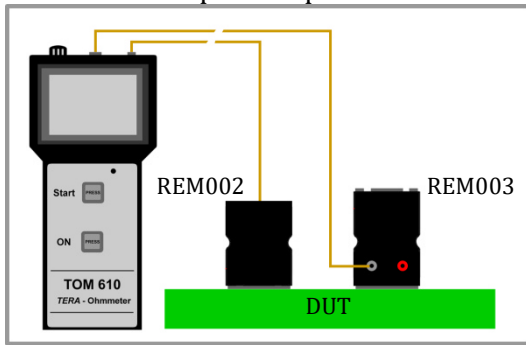 REM002
REM003
Start PRESS
ON PRESS
TOM 610
TERA - Ohmmeter
DUT